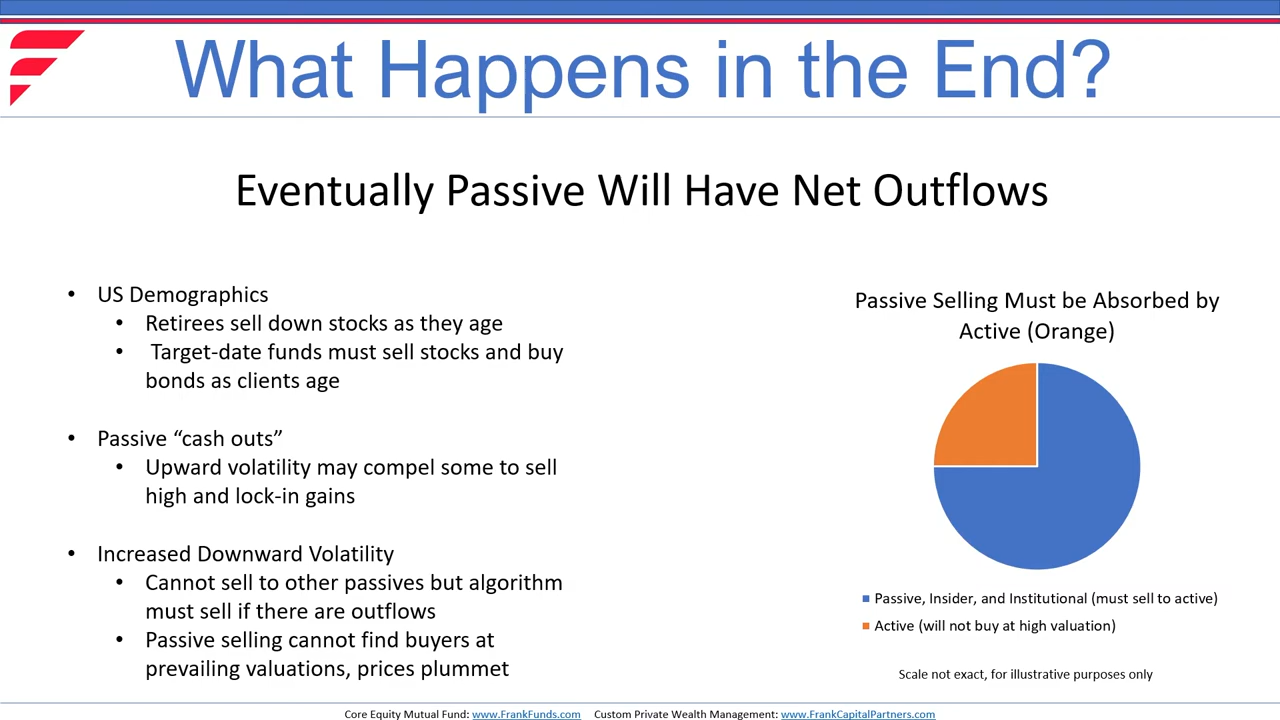 What Happens in the End?
Eventually Passive Will Have Net Outflows
• US Demographics
• Retirees sell down stocks as they age
• Target-date funds must sell stocks and buy
bonds as clients age
• Passive “cash outs”
• Upward volatility may compel some to sell
high and lock-in gains
• Increased Downward Volatility
• Cannot sell to other passives but algorithm
must sell if there are outflows
• Passive selling cannot find buyers at
prevailing valuations, prices plummet
Passive Selling Must be Absorbed by
Active (Orange)
Passive, Insider, and Institutional (must sell to active)
Active (will not buy at high valuation)
Scale not exact, for illustrative purposes only
Core Equity Mutual Fund: www.FrankFunds.com Custom Private Wealth Management: www.FrankCapitalPartners.com